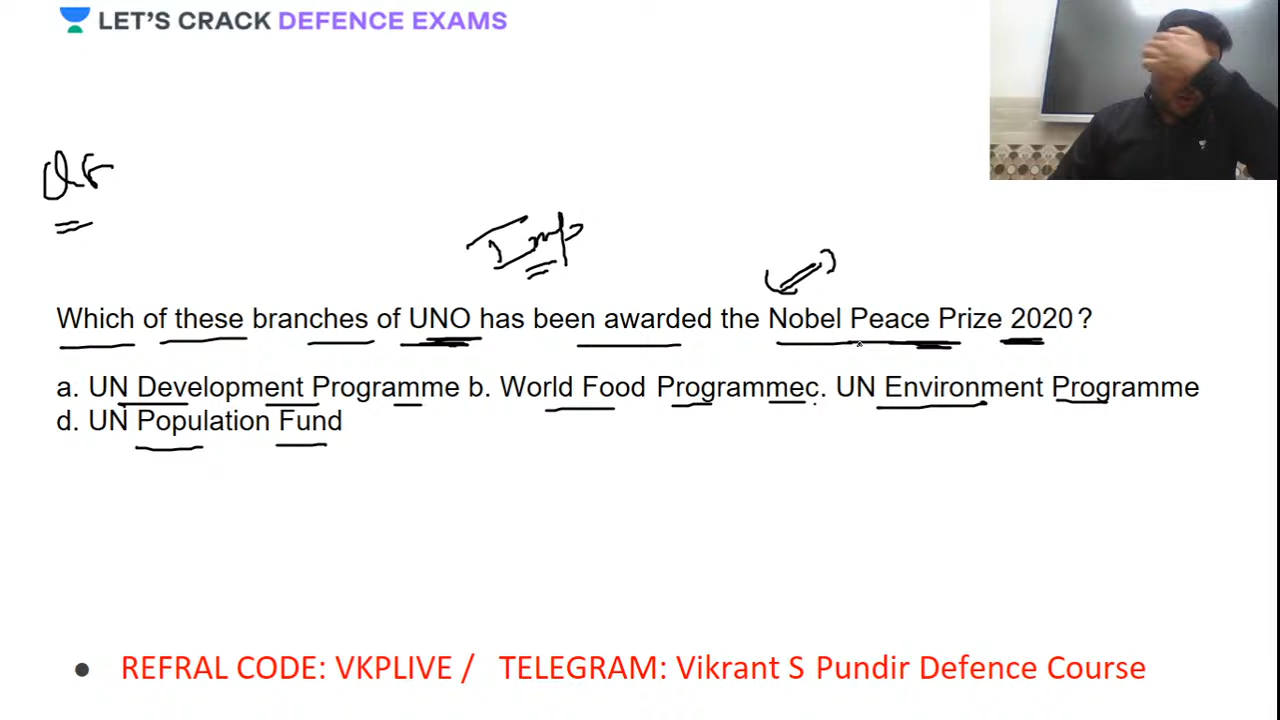 LET'S CRACK DEFENCE EXAMS
Imp
Which of these branches of UNO has been awarded the Nobel Peace Prize 2020?
a. UN Development Programme b. World Food Programmec. UN Environment Programme
d. UN Population Fund
● REFRAL CODE: VKPLIVE / TELEGRAM: Vikrant S Pundir Defence Course